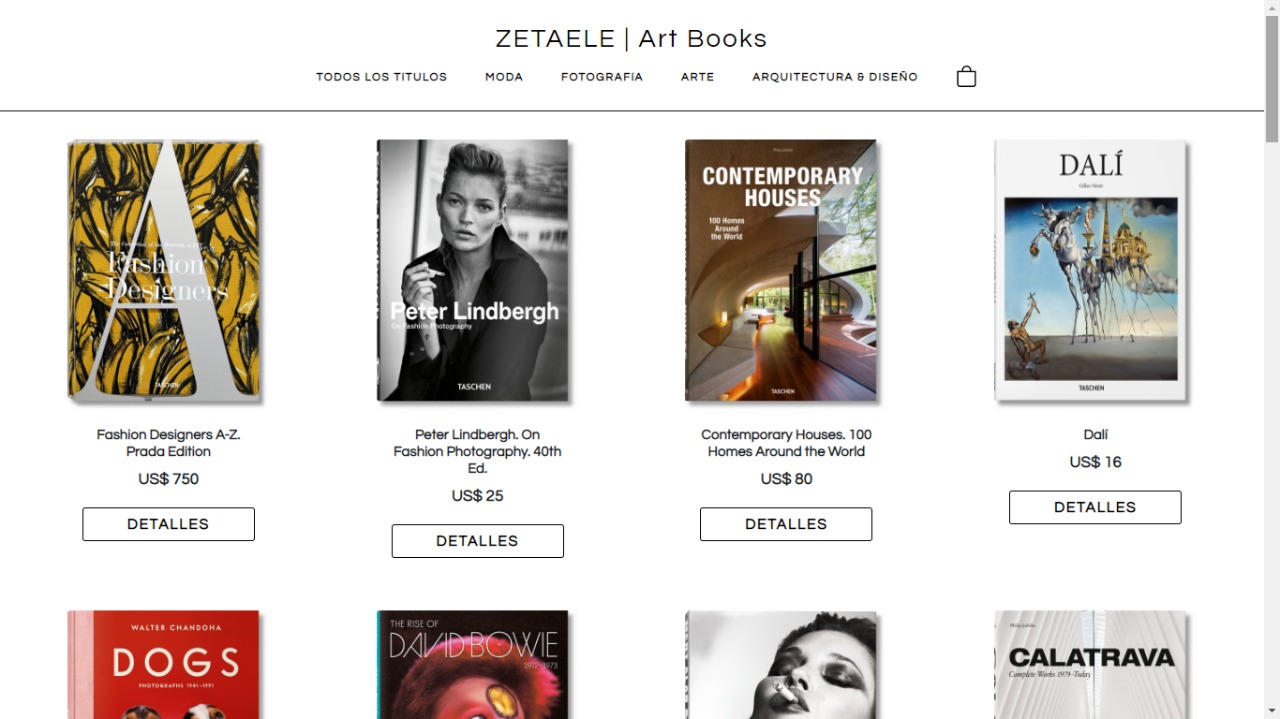 ZETAELE | Art Books
TODOS LOS TíTULOS MODA FOTOGRAFíA ARTE ARQUITECTURA & DISEÑO
Fashion
Designers
TASCHEN
Peter Lindbergh
On Fashion Photography
TASCHEN
CONTEMPORARY
HOUSES
100 Homes
Around
the World
TASCHEN
DALÍ
Gilles Néret
TASCHEN
Fashion Designers A-Z.
Prada Edition
US$ 750
DETALLES
Peter Lindbergh. On
Fashion Photography. 40th
Ed.
US$ 25
DETALLES
Contemporary Houses. 100
Homes Around the World
US$ 80
DETALLES
Dalí
US$ 16
DETALLES
WALTER CHANDOHA
DOGS
PHOTOGRAPHS 1941–1991
THE RISE OF
DAVID BOWIE
1972–1973
Philip Jodidio
CALATRAVA
Complete Works 1979–Today